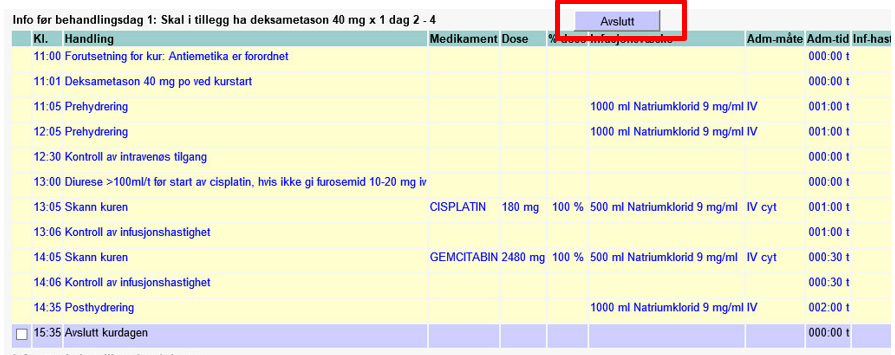 Info før behandlingsdag 1: Skal i tillegg ha deksametason 40 mg x 1 dag 2 - 4 Avslutt
Kl. Handling Medikament Dose % dose Infusjonsvæske Adm-måte Adm-tid Inf-hast
11:00 Forutsetning for kur: Antiemetika er forordnet 000:00 t
11:01 Deksametason 40 mg po ved kurstart 000:00 t
11:05 Prehydrering 1000 ml Natriumklorid 9 mg/ml IV 001:00 t
12:05 Prehydrering 1000 ml Natriumklorid 9 mg/ml IV 001:00 t
12:30 Kontroll av intravenøs tilgang 000:00 t
13:00 Diurese >100ml/t før start av cisplatin, hvis ikke gi furosemid 10-20 mg iv 000:00 t
13:05 Skann kuren CISPLATIN 180 mg 100 % 500 ml Natriumklorid 9 mg/ml IV cyt 001:00 t
13:06 Kontroll av infusjonshastighet 001:00 t
14:05 Skann kuren GEMCITABIN 2480 mg 100 % 500 ml Natriumklorid 9 mg/ml IV cyt 000:30 t
14:06 Kontroll av infusjonshastighet 000:30 t
14:35 Posthydrering 1000 ml Natriumklorid 9 mg/ml IV 002:00 t
15:35 Avslutt kurdagen 000:00 t